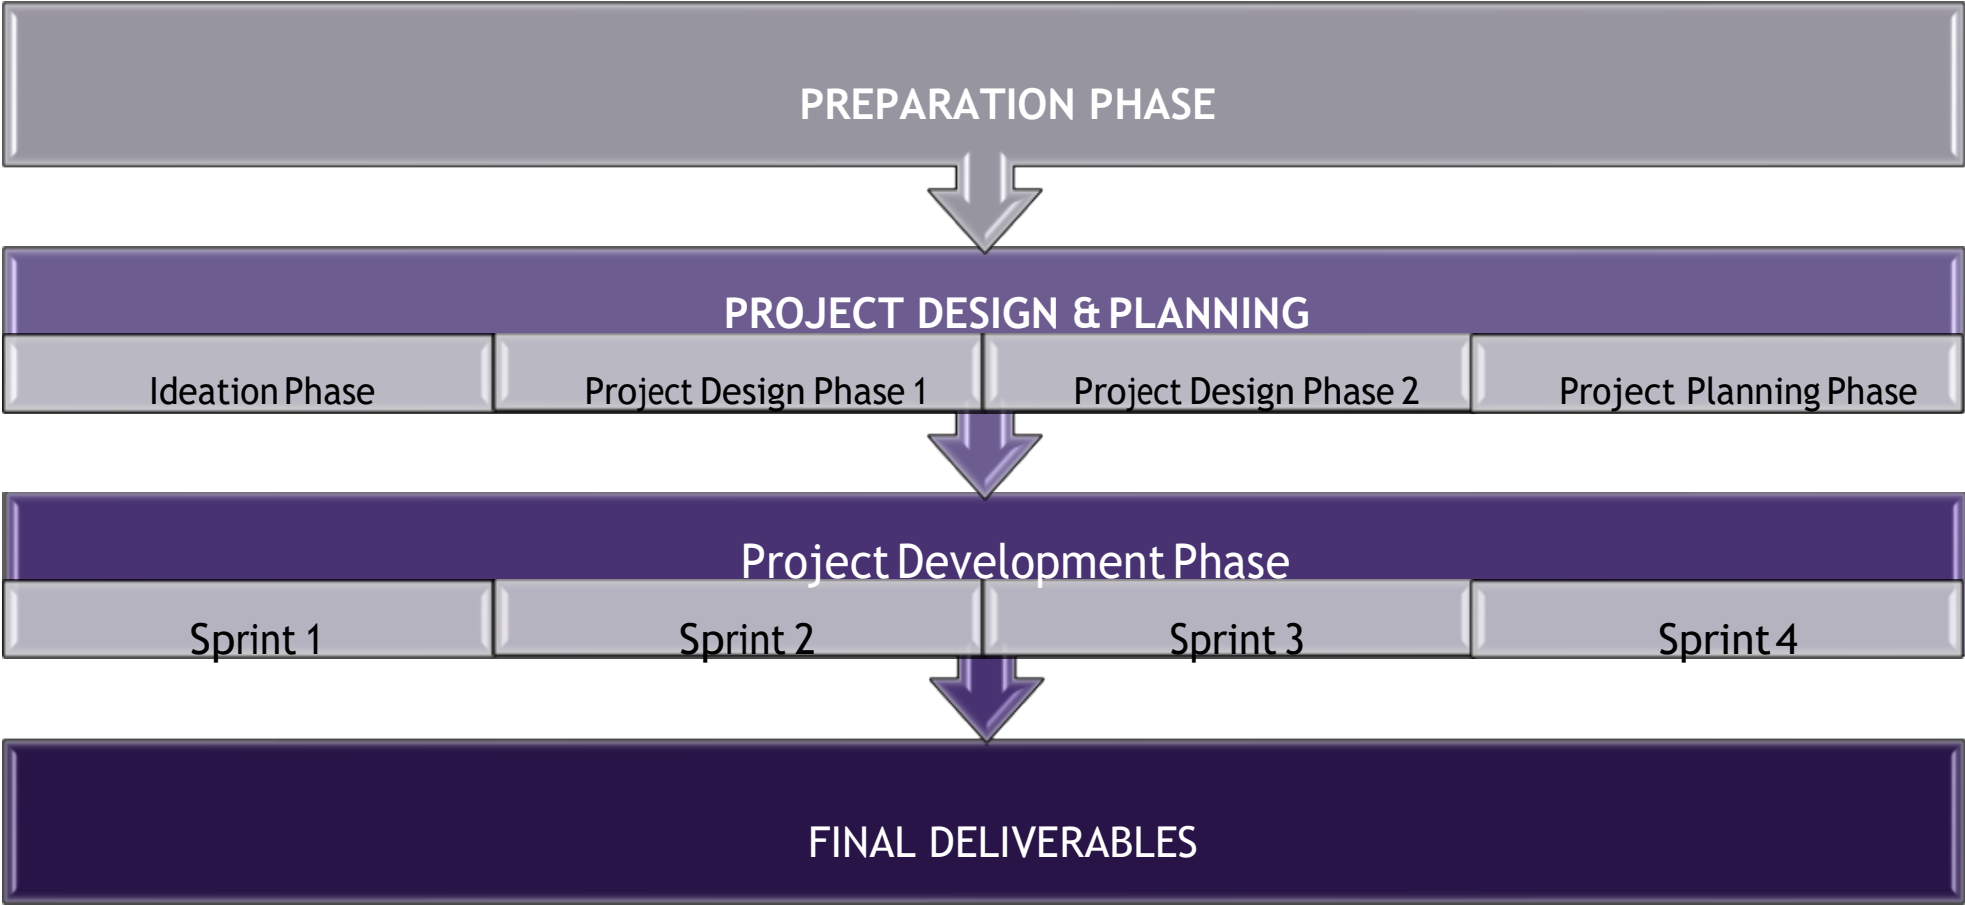 PREPARATION PHASE
PROJECT DESIGN & PLANNING
Ideation Phase
Project Design Phase 1
Project Design Phase 2
Project Planning Phase
Project Development Phase
Sprint 1
Sprint 2
Sprint 3
Sprint 4
FINAL DELIVERABLES